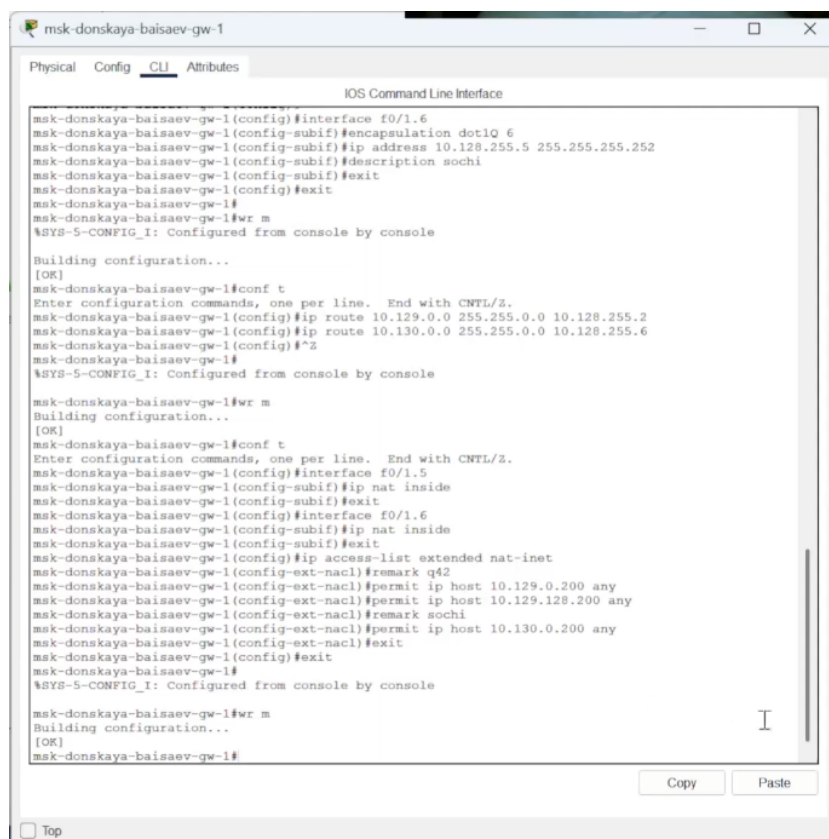 msk-donskaya-baisaev-gw-1
Physical Config CLI Attributes
IOS Command Line Interface
msk-donskaya-baisaev-gw-1(config)#interface f0/1.6
msk-donskaya-baisaev-gw-1(config-subif)#encapsulation dot1Q 6
msk-donskaya-baisaev-gw-1(config-subif)#ip address 10.128.255.5 255.255.255.252
msk-donskaya-baisaev-gw-1(config-subif)#description sochi
msk-donskaya-baisaev-gw-1(config-subif)#exit
msk-donskaya-baisaev-gw-1(config)#exit
msk-donskaya-baisaev-gw-1#
msk-donskaya-baisaev-gw-1#wr m
%SYS-5-CONFIG_I: Configured from console by console
Building configuration...
[OK]
msk-donskaya-baisaev-gw-1#conf t
Enter configuration commands, one per line. End with CNTL/Z.
msk-donskaya-baisaev-gw-1(config)#ip route 10.129.0.0 255.255.0.0 10.128.255.2
msk-donskaya-baisaev-gw-1(config)#ip route 10.130.0.0 255.255.0.0 10.128.255.6
msk-donskaya-baisaev-gw-1(config)#^Z
msk-donskaya-baisaev-gw-1#
%SYS-5-CONFIG_I: Configured from console by console
msk-donskaya-baisaev-gw-1#wr m
Building configuration...
[OK]
msk-donskaya-baisaev-gw-1#conf t
Enter configuration commands, one per line. End with CNTL/Z.
msk-donskaya-baisaev-gw-1(config)#interface f0/1.5
msk-donskaya-baisaev-gw-1(config-subif)#ip nat inside
msk-donskaya-baisaev-gw-1(config-subif)#exit
msk-donskaya-baisaev-gw-1(config)#interface f0/1.6
msk-donskaya-baisaev-gw-1(config-subif)#ip nat inside
msk-donskaya-baisaev-gw-1(config-subif)#exit
msk-donskaya-baisaev-gw-1(config)#ip access-list extended nat-inet
msk-donskaya-baisaev-gw-1(config-ext-nacl)#remark q42
msk-donskaya-baisaev-gw-1(config-ext-nacl)#permit ip host 10.129.0.200 any
msk-donskaya-baisaev-gw-1(config-ext-nacl)#permit ip host 10.129.128.200 any
msk-donskaya-baisaev-gw-1(config-ext-nacl)#remark sochi
msk-donskaya-baisaev-gw-1(config-ext-nacl)#permit ip host 10.130.0.200 any
msk-donskaya-baisaev-gw-1(config-ext-nacl)#exit
msk-donskaya-baisaev-gw-1(config)#exit
msk-donskaya-baisaev-gw-1#
%SYS-5-CONFIG_I: Configured from console by console
msk-donskaya-baisaev-gw-1#wr m
Building configuration...
[OK]
msk-donskaya-baisaev-gw-1#
Copy Paste
Top